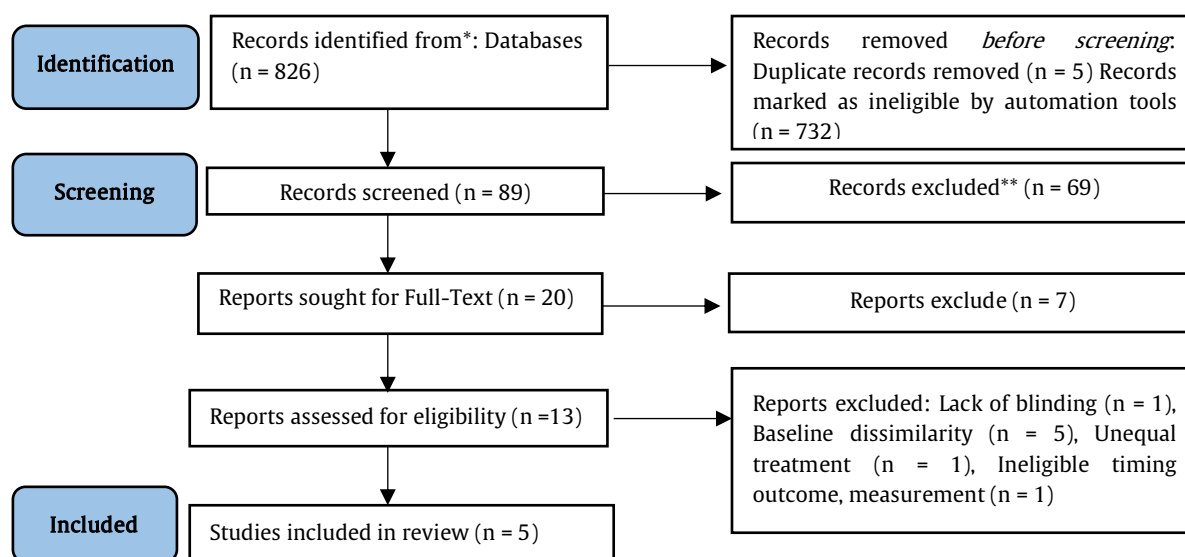 Identification
Records identified from*: Databases
(n = 826)
Records removed before screening:
Duplicate records removed (n = 5) Records
marked as ineligible by automation tools
(n = 732)
Screening
Records screened (n = 89)
Records excluded** (n = 69)
Reports sought for Full-Text (n = 20)
Reports exclude (n = 7)
Reports assessed for eligibility (n =13)
Reports excluded: Lack of blinding (n = 1),
Baseline dissimilarity (n = 5), Unequal
treatment (n = 1), Ineligible timing
outcome, measurement (n = 1)
Included
Studies included in review (n = 5)